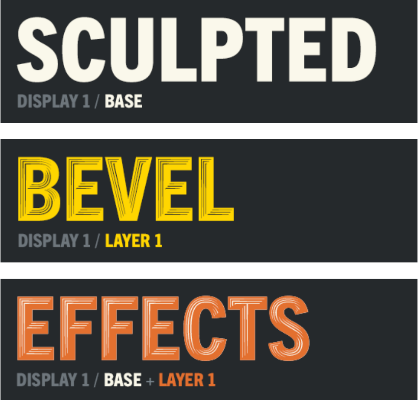 SCULPTED
DISPLAY 1 / BASE
BEVEL
DISPLAY 1 / LAYER 1
EFFECTS
DISPLAY 1 / BASE + LAYER 1